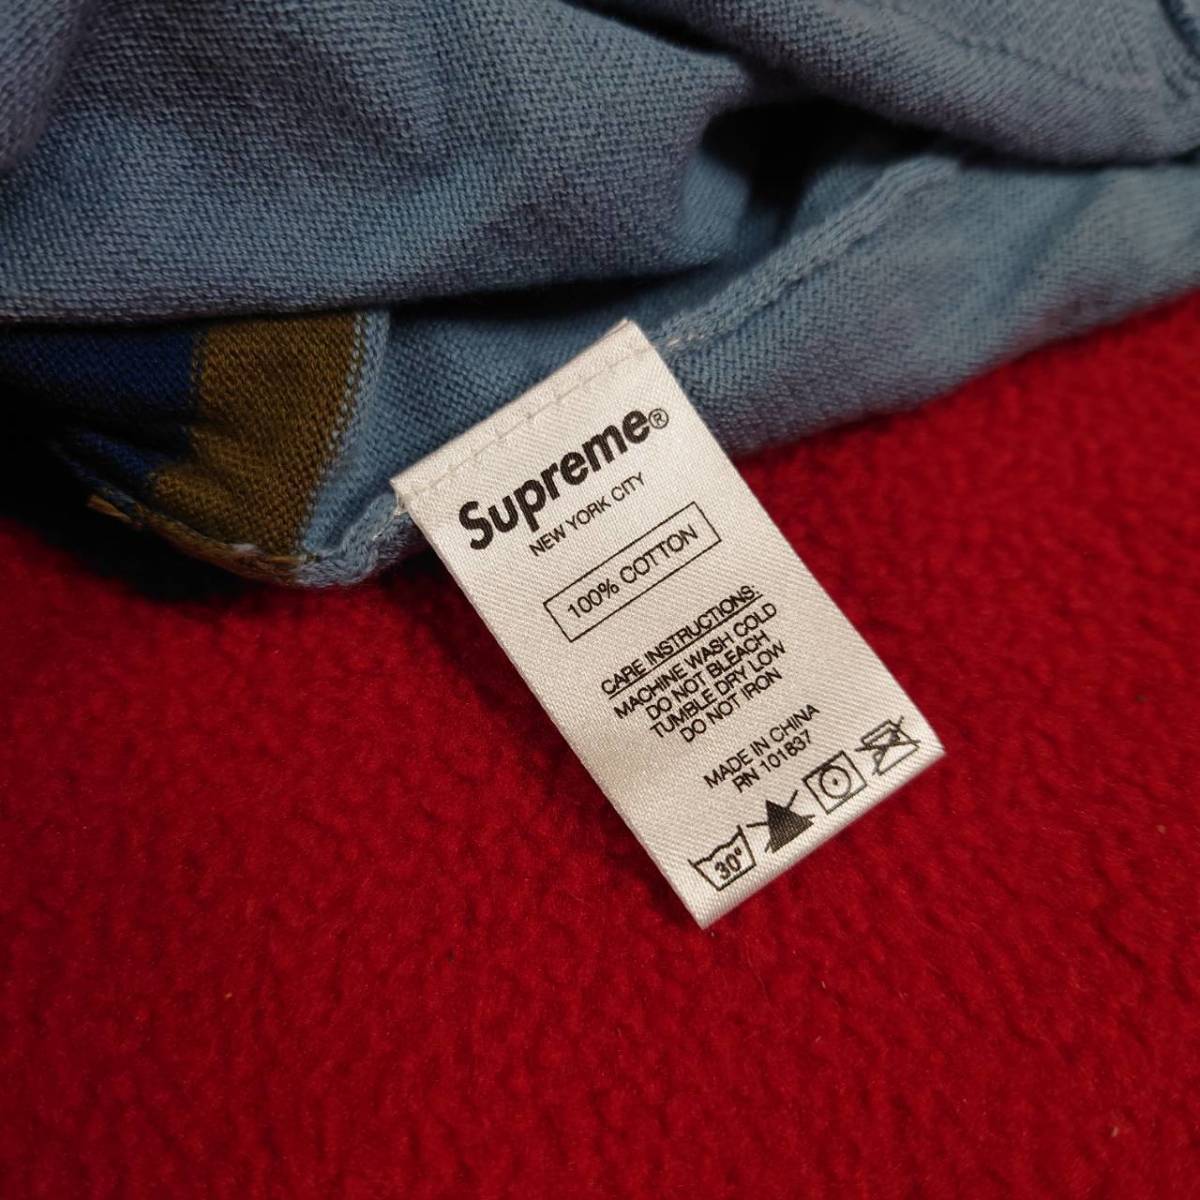 Supreme®
NEW YORK CITY
100% COTTON
CARE INSTRUCTIONS:
MACHINE WASH COLD
DO NOT BLEACH
TUMBLE DRY LOW
DO NOT IRON
MADE IN CHINA
RN 101837
30°